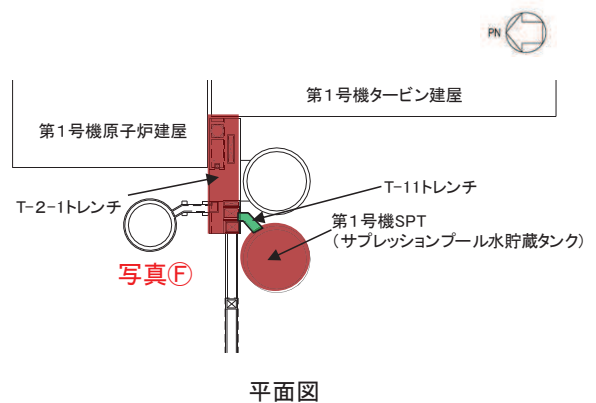 PN
第1号機タービン建屋
第1号機原子炉建屋
T-11トレンチ
T-2-1トレンチ
第1号機SPT
(サプレッションプール水貯蔵タンク)
写真Ⓕ
平面図